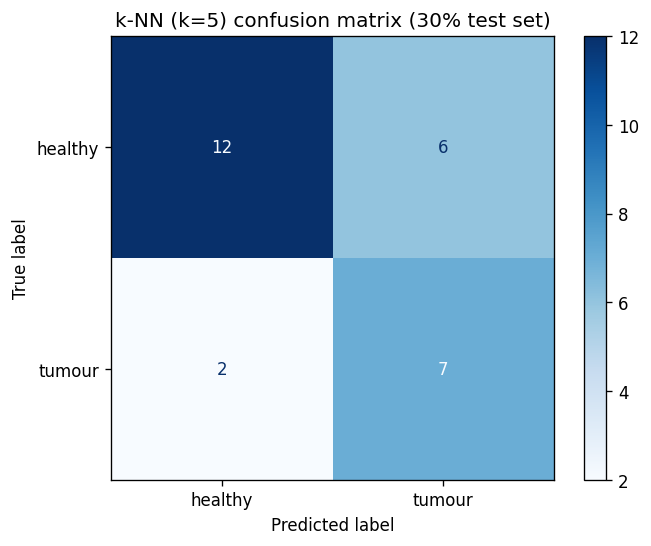 k-NN (k=5) confusion matrix (30% test set)
healthy
12
6
tumour
2
7
healthy
tumour
Predicted label
True label
12
10
8
6
4
2